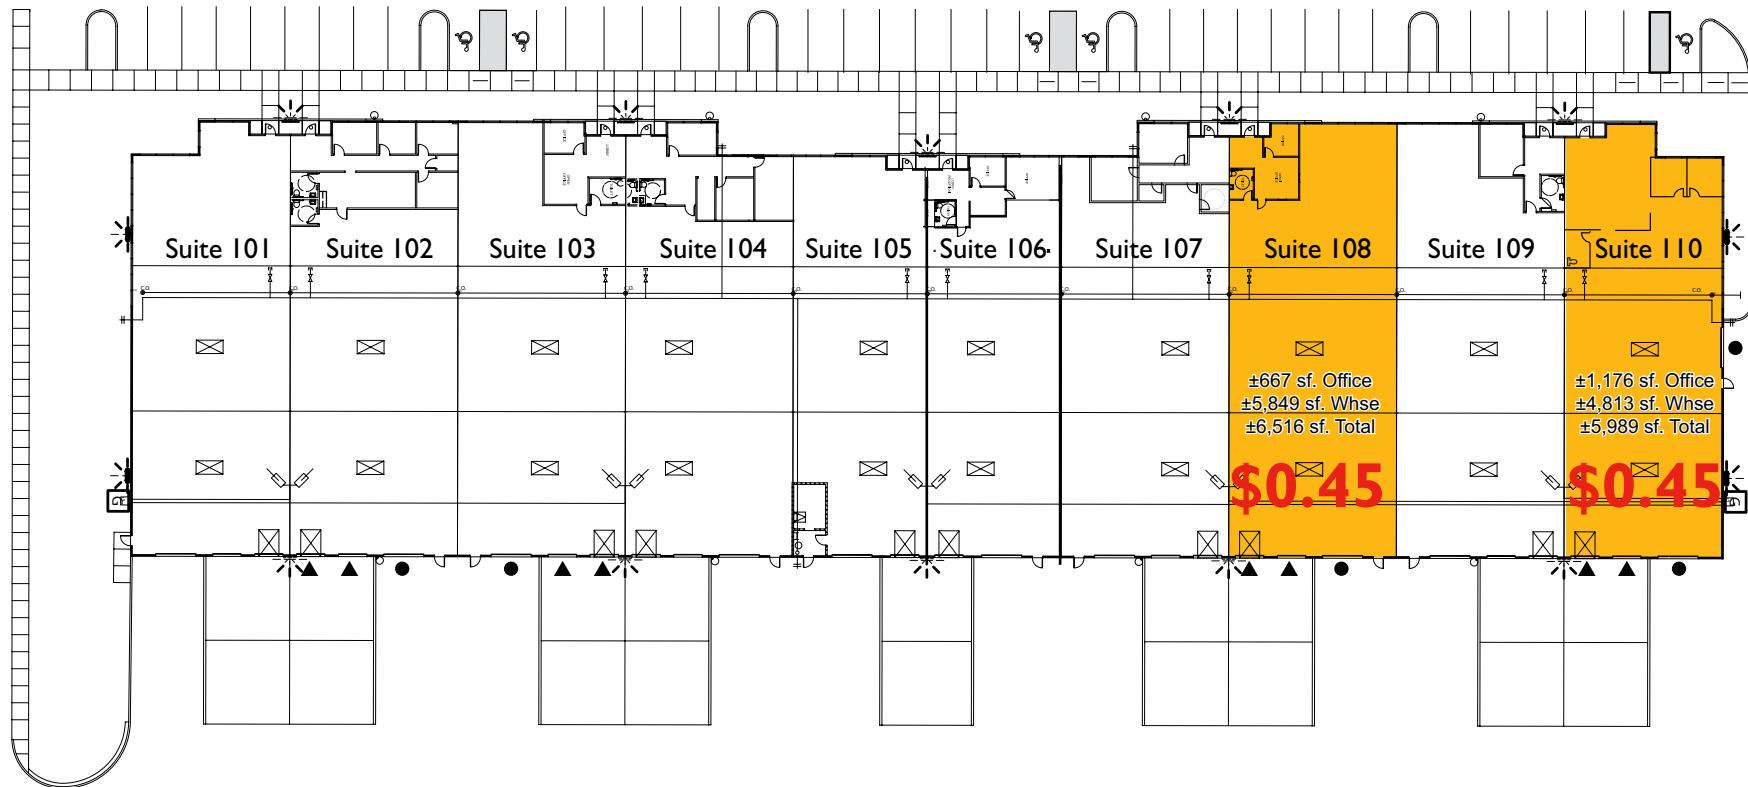 Suite 101
Suite 102
Suite 103
Suite 104
Suite 105
Suite 106
Suite 107
Suite 108
Suite 109
Suite 110
±667 sf. Office
±5,849 sf. Whse
±6,516 sf. Total
$0.45
±1,176 sf. Office
±4,813 sf. Whse
±5,989 sf. Total
$0.45